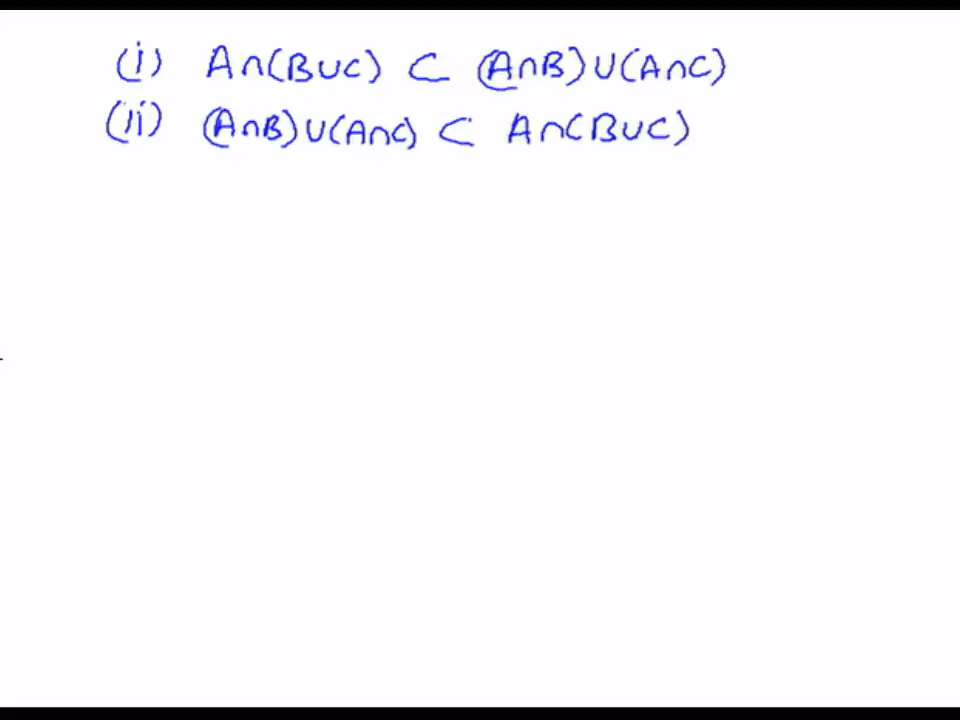 (i) A∩(B∪C) ⊂ (A∩B)∪(A∩C)
(ii) (A∩B)∪(A∩C) ⊂ A∩(B∪C)